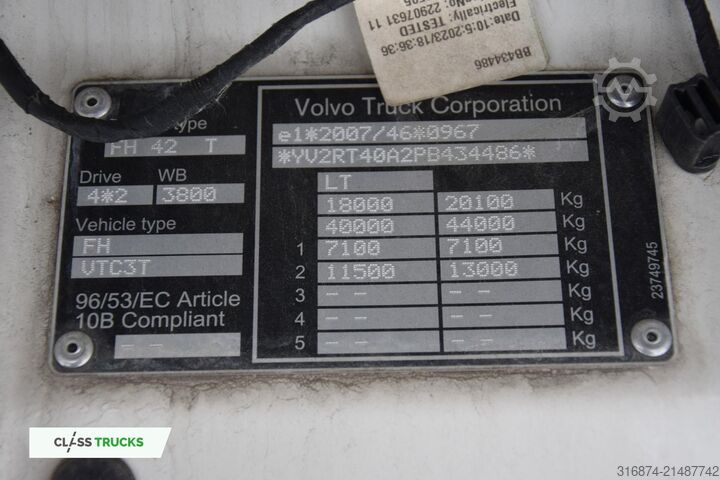 BB434486
Date:10:5:2023/18:36:36
Electrically: TESTED
No: 22907631 11
type
FH 42 T
Drive WB
4*2 3800
Vehicle type
FH
VTC3T
96/53/EC Article
10B Compliant
- -
Volvo Truck Corporation
e1*2007/46*0967
*YV2RT40A2PB434486*
LT
18000 20100 Kg
40000 44000 Kg
1 7100 7100 Kg
2 11500 13000 Kg
3 - - - - Kg
4 - - - - Kg
5 - - - - Kg
23749745
CLASS TRUCKS
316874-21487742